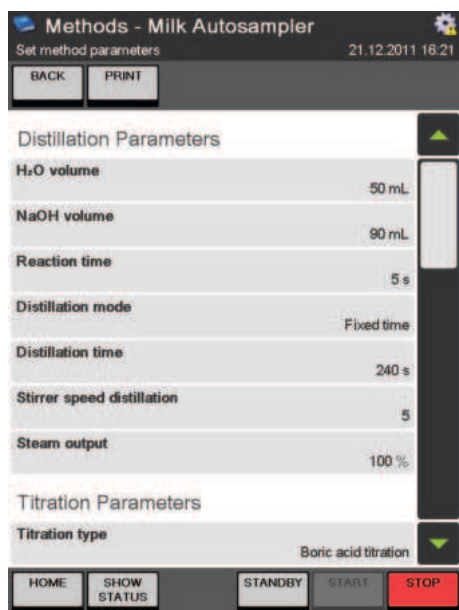 Methods - Milk Autosampler
Set method parameters 21.12.2011 16:21
BACK PRINT
Distillation Parameters
H₂O volume
50 mL
NaOH volume
90 mL
Reaction time
5 s
Distillation mode
Fixed time
Distillation time
240 s
Stirrer speed distillation
5
Steam output
100 %
Titration Parameters
Titration type
Boric acid titration
HOME SHOW STATUS STANDBY START STOP